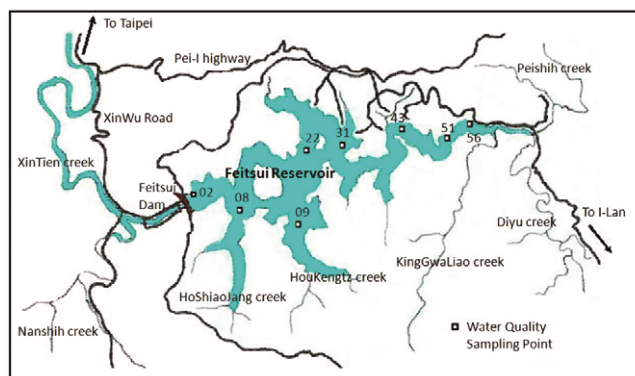 To Taipei
Pei-I highway
Peishih creek
XinWu Road
XinTien creek
43
51
56
22
31
Feitsui Reservoir
Feitsui
Dam
02
08
09
To I-Lan
Diyu creek
KingGwaLiao creek
HouKengtz creek
HoShiaoJang creek
Nanshih creek
Water Quality
Sampling Point